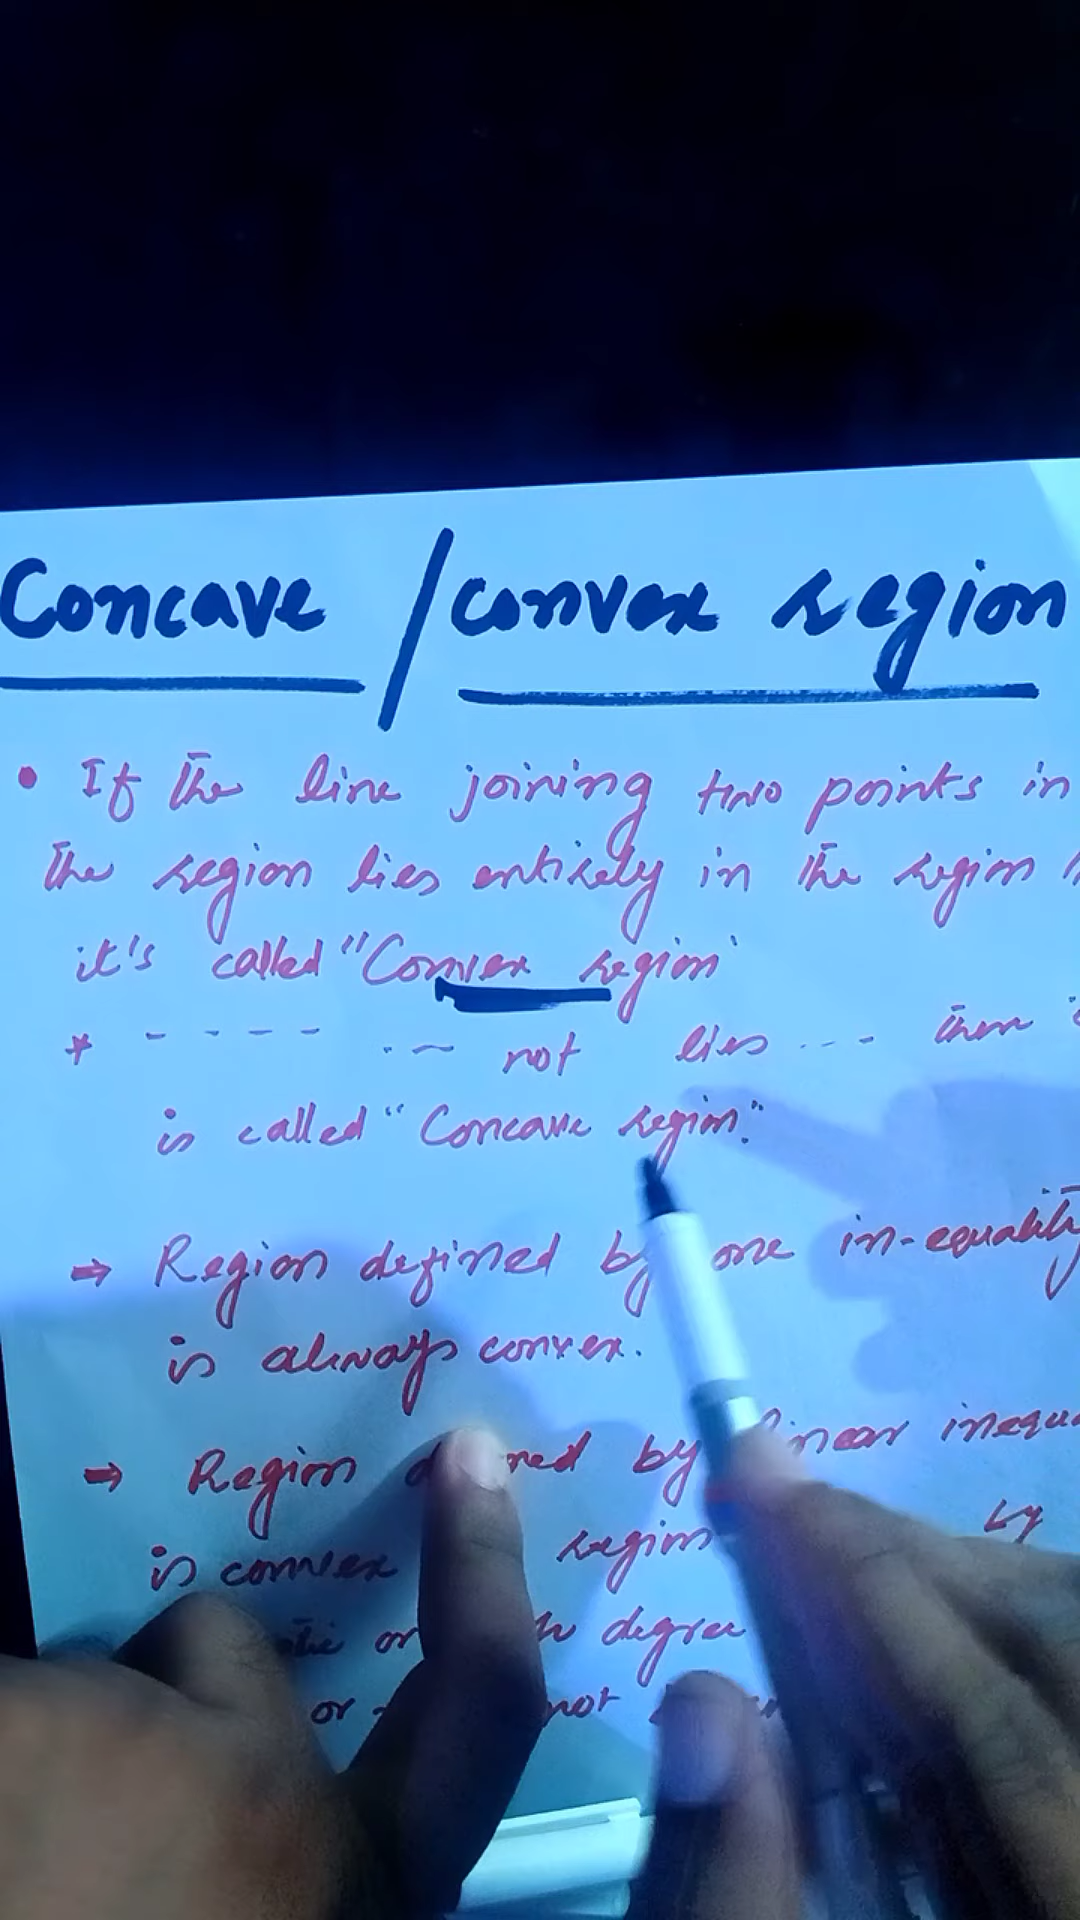 Concave / convex region
• If the line joining two points in
the region lies entirely in the region
it's called "Convex region"
* - - - - - .. ~ not lies - - - then
is called "Concave region."
⇒ Region defined by one in-equality
is always convex.
⇒ Region by linear inequa
is convex region by
or degree
or not